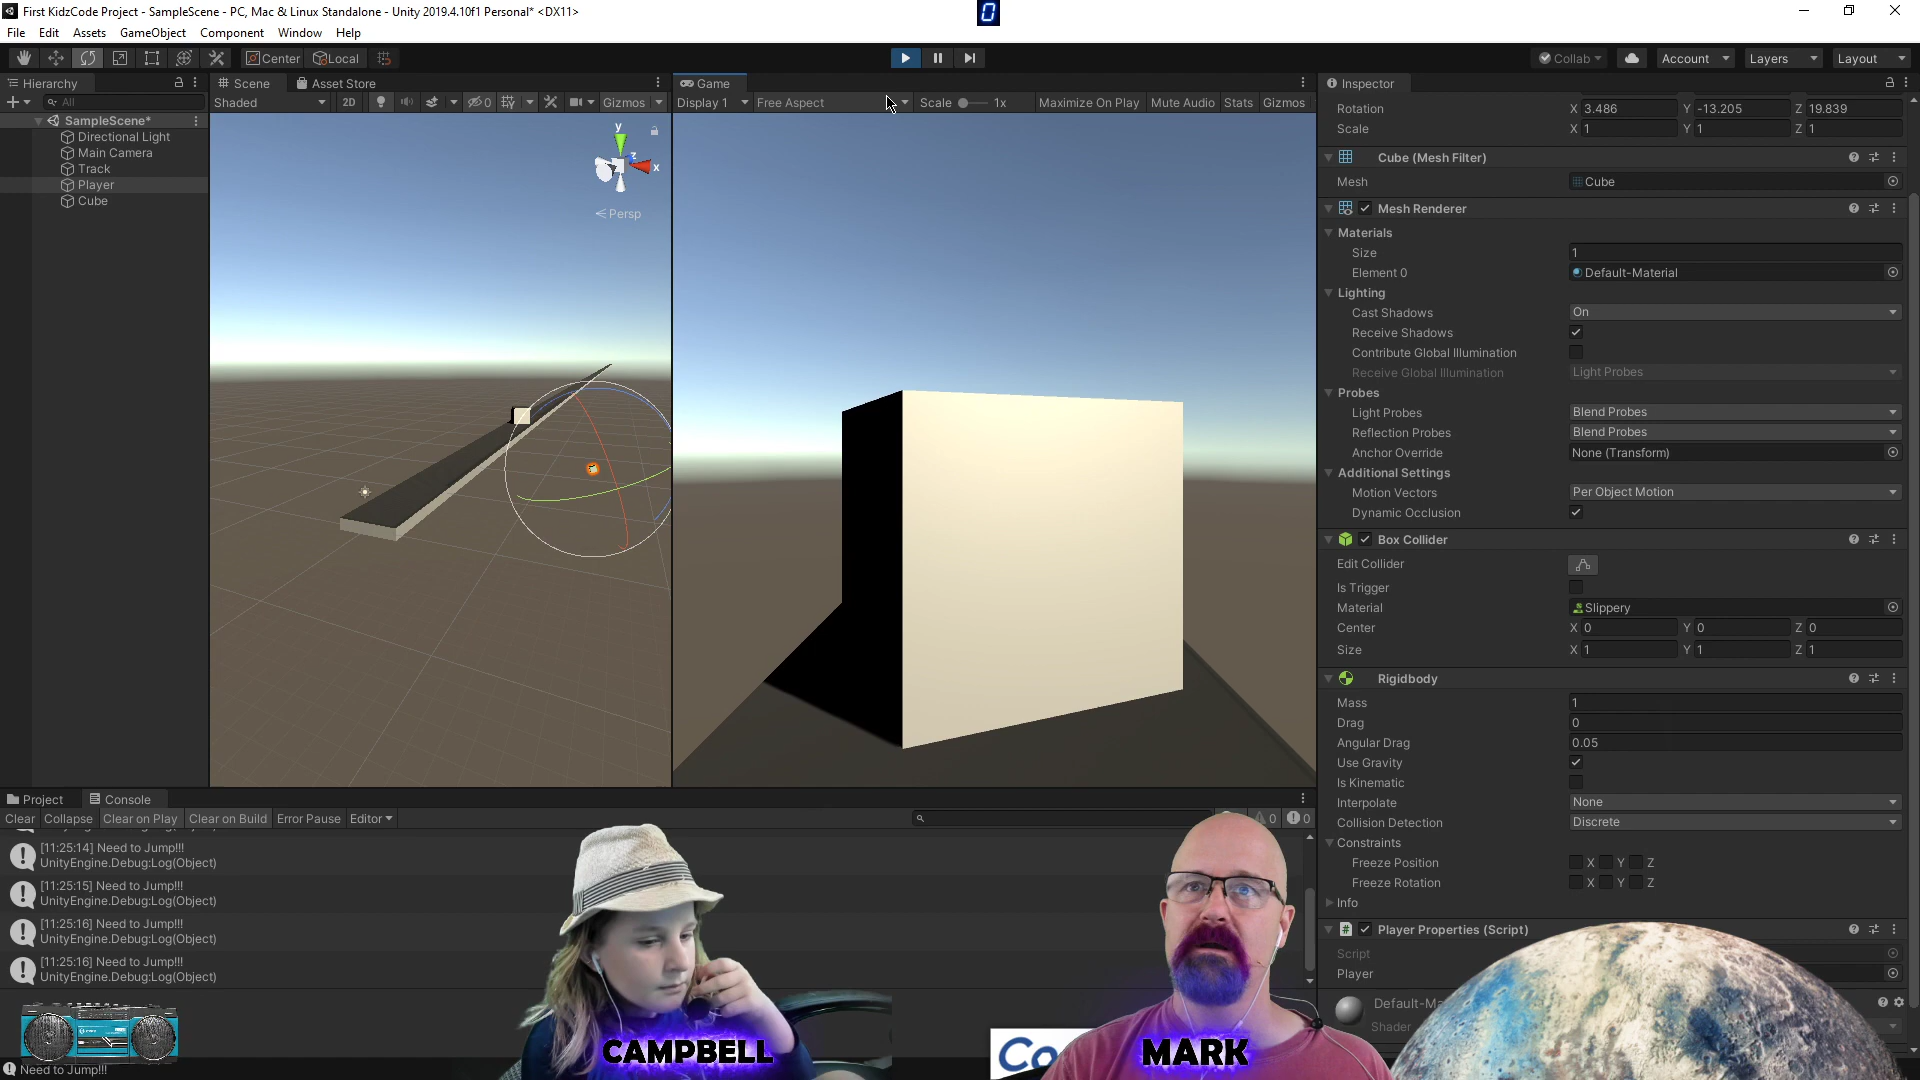 First KidzCode Project - SampleScene - PC, Mac & Linux Standalone - Unity 2019.4.10f1 Personal* <DX11>
0
File Edit Assets GameObject Component Window Help
Center Local
Collab Account Layers Layout
Hierarchy
All
SampleScene*
Directional Light
Main Camera
Track
Player
Cube
Scene Asset Store
Shaded 2D 0 Gizmos
y
z
x
Persp
Game
Display 1 Free Aspect Scale 1x Maximize On Play Mute Audio Stats Gizmos
Inspector
Rotation X 3.486 Y -13.205 Z 19.839
Scale X 1 Y 1 Z 1
Cube (Mesh Filter)
Mesh Cube
Mesh Renderer
Materials
Size 1
Element 0 Default-Material
Lighting
Cast Shadows On
Receive Shadows
Contribute Global Illumination
Receive Global Illumination Light Probes
Probes
Light Probes Blend Probes
Reflection Probes Blend Probes
Anchor Override None (Transform)
Additional Settings
Motion Vectors Per Object Motion
Dynamic Occlusion
Box Collider
Edit Collider
Is Trigger
Material Slippery
Center X 0 Y 0 Z 0
Size X 1 Y 1 Z 1
Rigidbody
Mass 1
Drag 0
Angular Drag 0.05
Use Gravity
Is Kinematic
Interpolate None
Collision Detection Discrete
Constraints
Freeze Position X Y Z
Freeze Rotation X Y Z
Info
Player Properties (Script)
Script
Player
Shader
Project Console
Clear Collapse Clear on Play Clear on Build Error Pause Editor
0 0
[11:25:14] Need to Jump!!!
UnityEngine.Debug:Log(Object)
[11:25:15] Need to Jump!!!
UnityEngine.Debug:Log(Object)
[11:25:16] Need to Jump!!!
UnityEngine.Debug:Log(Object)
[11:25:16] Need to Jump!!!
UnityEngine.Debug:Log(Object)
Need to Jump!!!
CAMPBELL
MARK